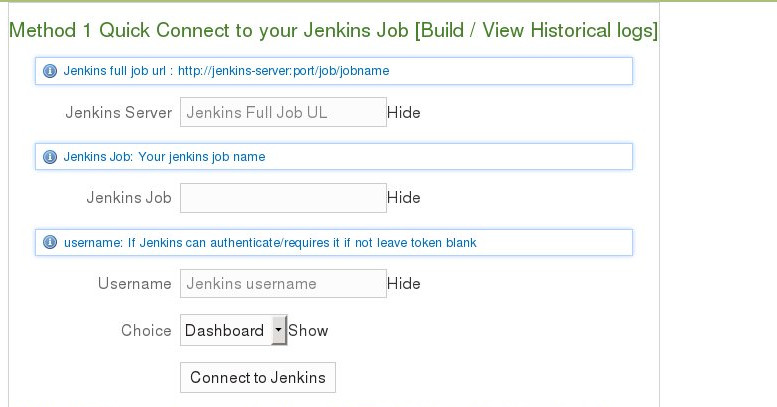 Method 1 Quick Connect to your Jenkins Job [Build / View Historical logs]
Jenkins full job url : http://jenkins-server:port/job/jobname
Jenkins Server Jenkins Full Job UL Hide
Jenkins Job: Your jenkins job name
Jenkins Job Hide
username: If Jenkins can authenticate/requires it if not leave token blank
Username Jenkins username Hide
Choice Dashboard Show
Connect to Jenkins